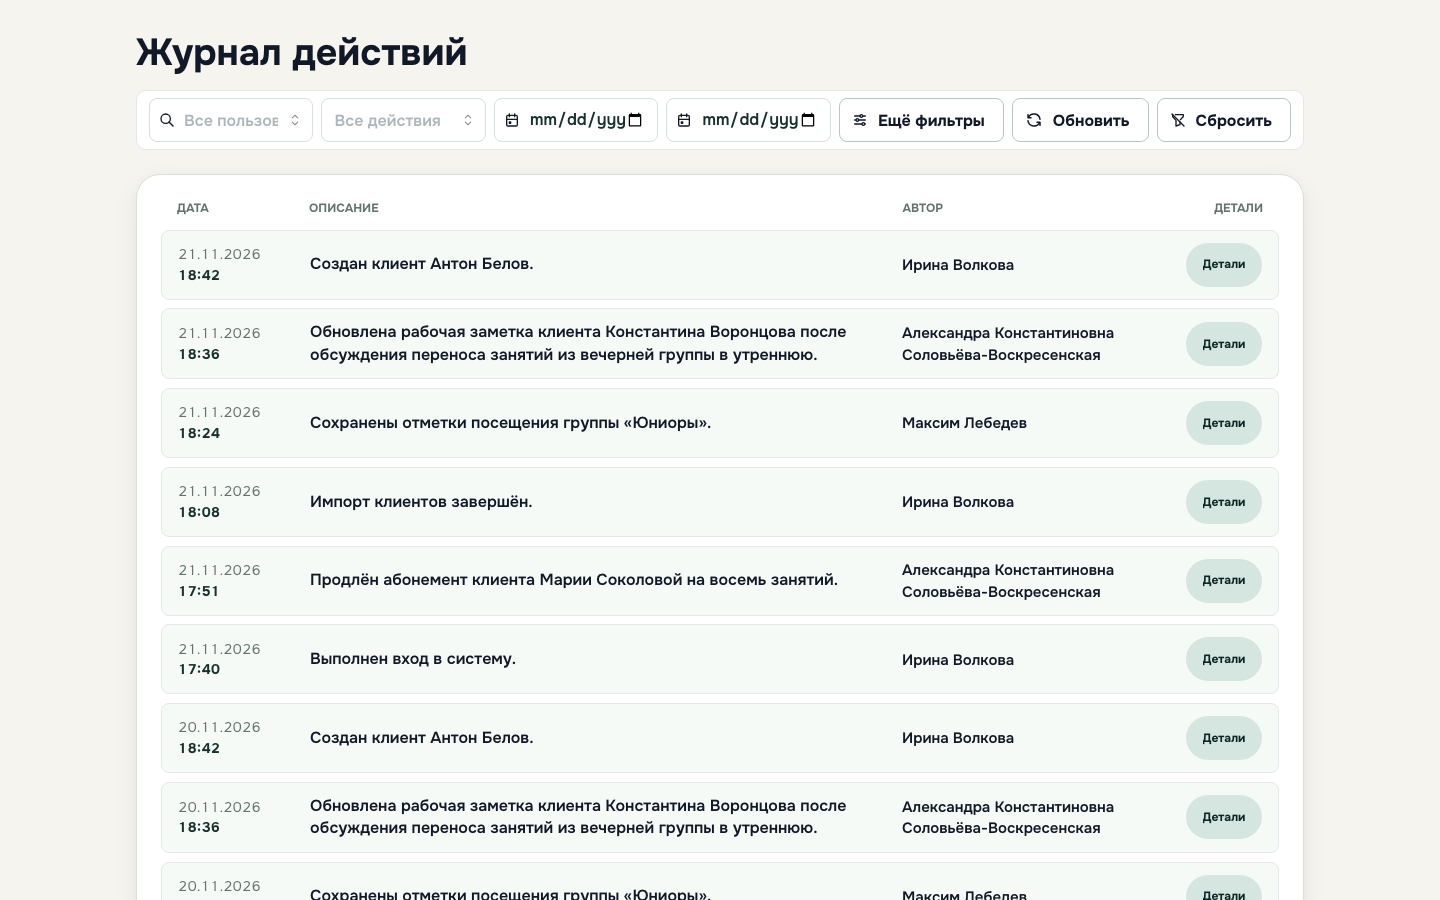 Журнал действий
Все пользов
Все действия
mm/dd/yyy
mm/dd/yyy
Ещё фильтры
Обновить
Сбросить
ДАТА ОПИСАНИЕ АВТОР ДЕТАЛИ
21.11.2026
18:42
Создан клиент Антон Белов.
Ирина Волкова
Детали
21.11.2026
18:36
Обновлена рабочая заметка клиента Константина Воронцова после
обсуждения переноса занятий из вечерней группы в утреннюю.
Александра Константиновна
Соловьёва-Воскресенская
Детали
21.11.2026
18:24
Сохранены отметки посещения группы «Юниоры».
Максим Лебедев
Детали
21.11.2026
18:08
Импорт клиентов завершён.
Ирина Волкова
Детали
21.11.2026
17:51
Продлён абонемент клиента Марии Соколовой на восемь занятий.
Александра Константиновна
Соловьёва-Воскресенская
Детали
21.11.2026
17:40
Выполнен вход в систему.
Ирина Волкова
Детали
20.11.2026
18:42
Создан клиент Антон Белов.
Ирина Волкова
Детали
20.11.2026
18:36
Обновлена рабочая заметка клиента Константина Воронцова после
обсуждения переноса занятий из вечерней группы в утреннюю.
Александра Константиновна
Соловьёва-Воскресенская
Детали
20.11.2026
Сохранены отметки посещения группы «Юниоры».
Максим Лебедев
Детали